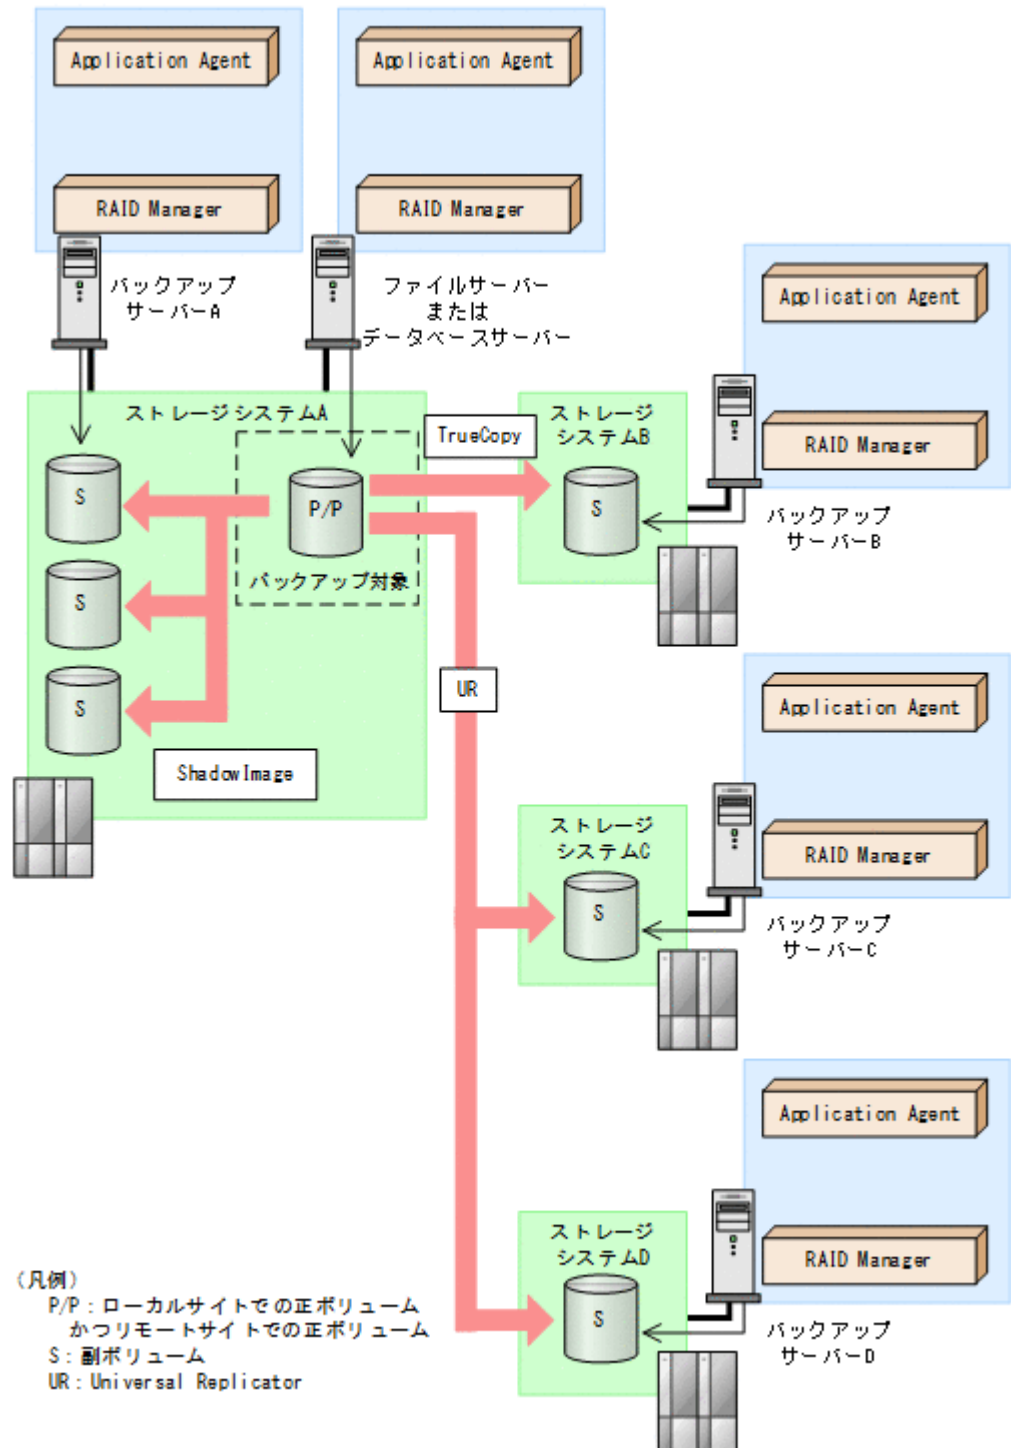 Application Agent
Application Agent
RAID Manager
RAID Manager
バックアップ
サーバーA
ファイルサーバー
または
データベースサーバー
Application Agent
RAID Manager
バックアップ
サーバーB
ストレージシステムA
TrueCopy
ストレージ
システムB
S
P/P
S
バックアップ対象
S
S
UR
ShadowImage
Application Agent
RAID Manager
バックアップ
サーバーC
ストレージ
システムC
S
Application Agent
RAID Manager
バックアップ
サーバーD
ストレージ
システムD
S
(凡例)
P/P:ローカルサイトでの正ボリューム
かつリモートサイトでの正ボリューム
S:副ボリューム
UR:Universal Replicator